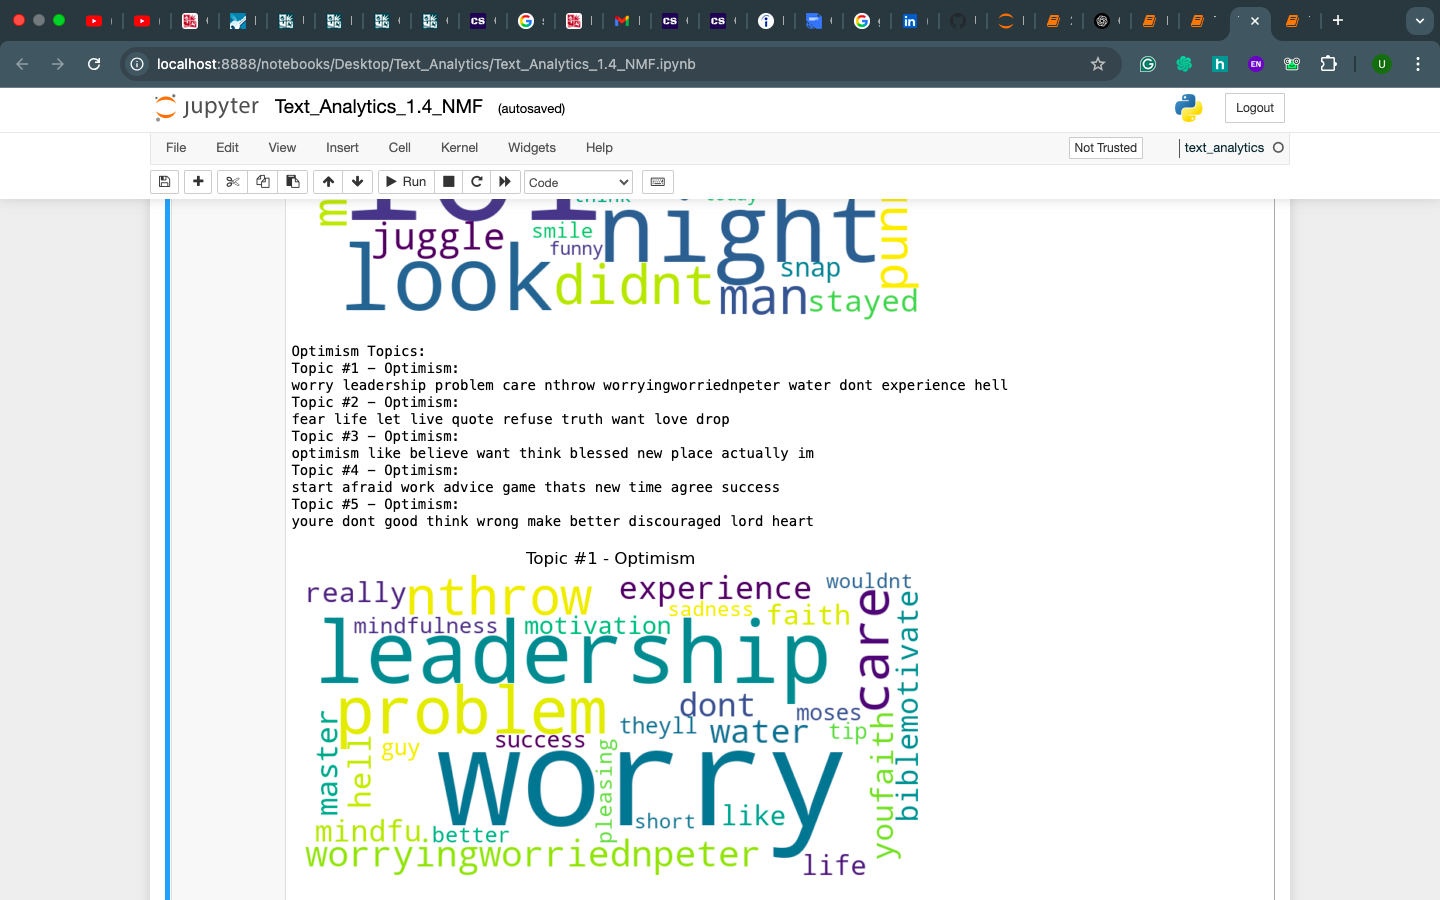 localhost:8888/notebooks/Desktop/Text_Analytics/Text_Analytics_1.4_NMF.ipynb
EN
U
jupyter Text_Analytics_1.4_NMF (autosaved)
Logout
File Edit View Insert Cell Kernel Widgets Help
Not Trusted
text_analytics
Run
Code
think
today
night
juggle
smile
funny
look
didnt
snap
man
stayed
Optimism Topics:
Topic #1 – Optimism:
worry leadership problem care nthrow worryingworriednpeter water dont experience hell
Topic #2 – Optimism:
fear life let live quote refuse truth want love drop
Topic #3 – Optimism:
optimism like believe want think blessed new place actually im
Topic #4 – Optimism:
start afraid work advice game thats new time agree success
Topic #5 – Optimism:
youre dont good think wrong make better discouraged lord heart
Topic #1 - Optimism
really
nthrow
experience
wouldnt
sadness
faith
mindfulness
motivation
leadership
care
biblemotivate
problem
dont
moses
theyll
water
tip
master
hell
guy
success
worry
pleasing
youfaith
short
like
mindfu.
better
worryingworriednpeter
life